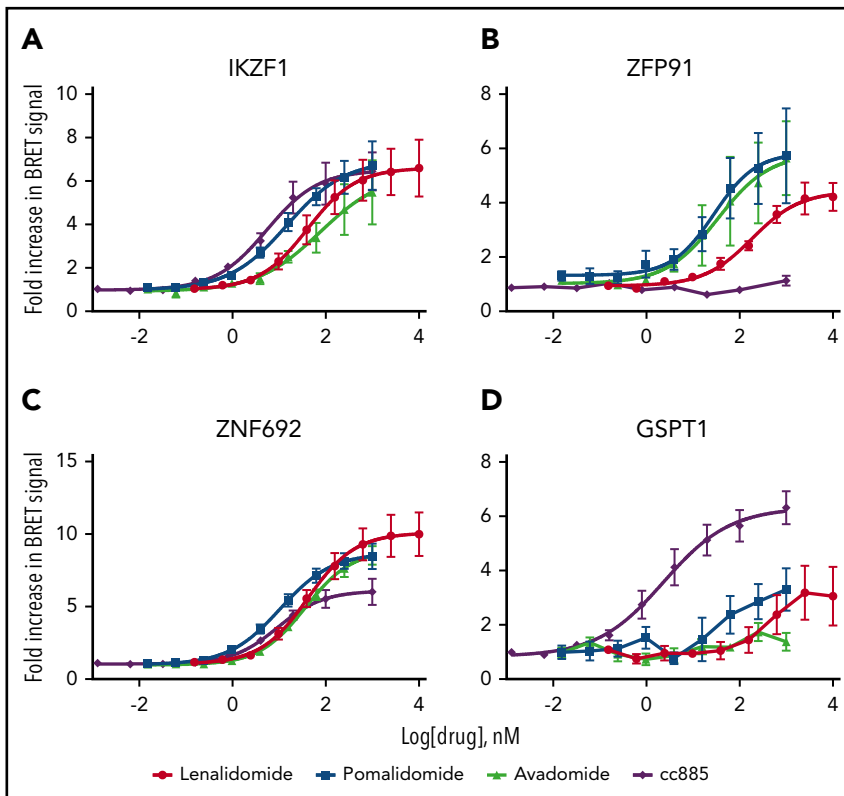 A
IKZF1
Fold increase in BRET signal
10
8
6
4
2
0
-2 0 2 4
B
ZFP91
8
6
4
2
0
-2 0 2 4
C
ZNF692
Fold increase in BRET signal
15
10
5
0
-2 0 2 4
D
GSPT1
8
6
4
2
0
-2 0 2 4
Log[drug], nM
Lenalidomide Pomalidomide Avadomide cc885